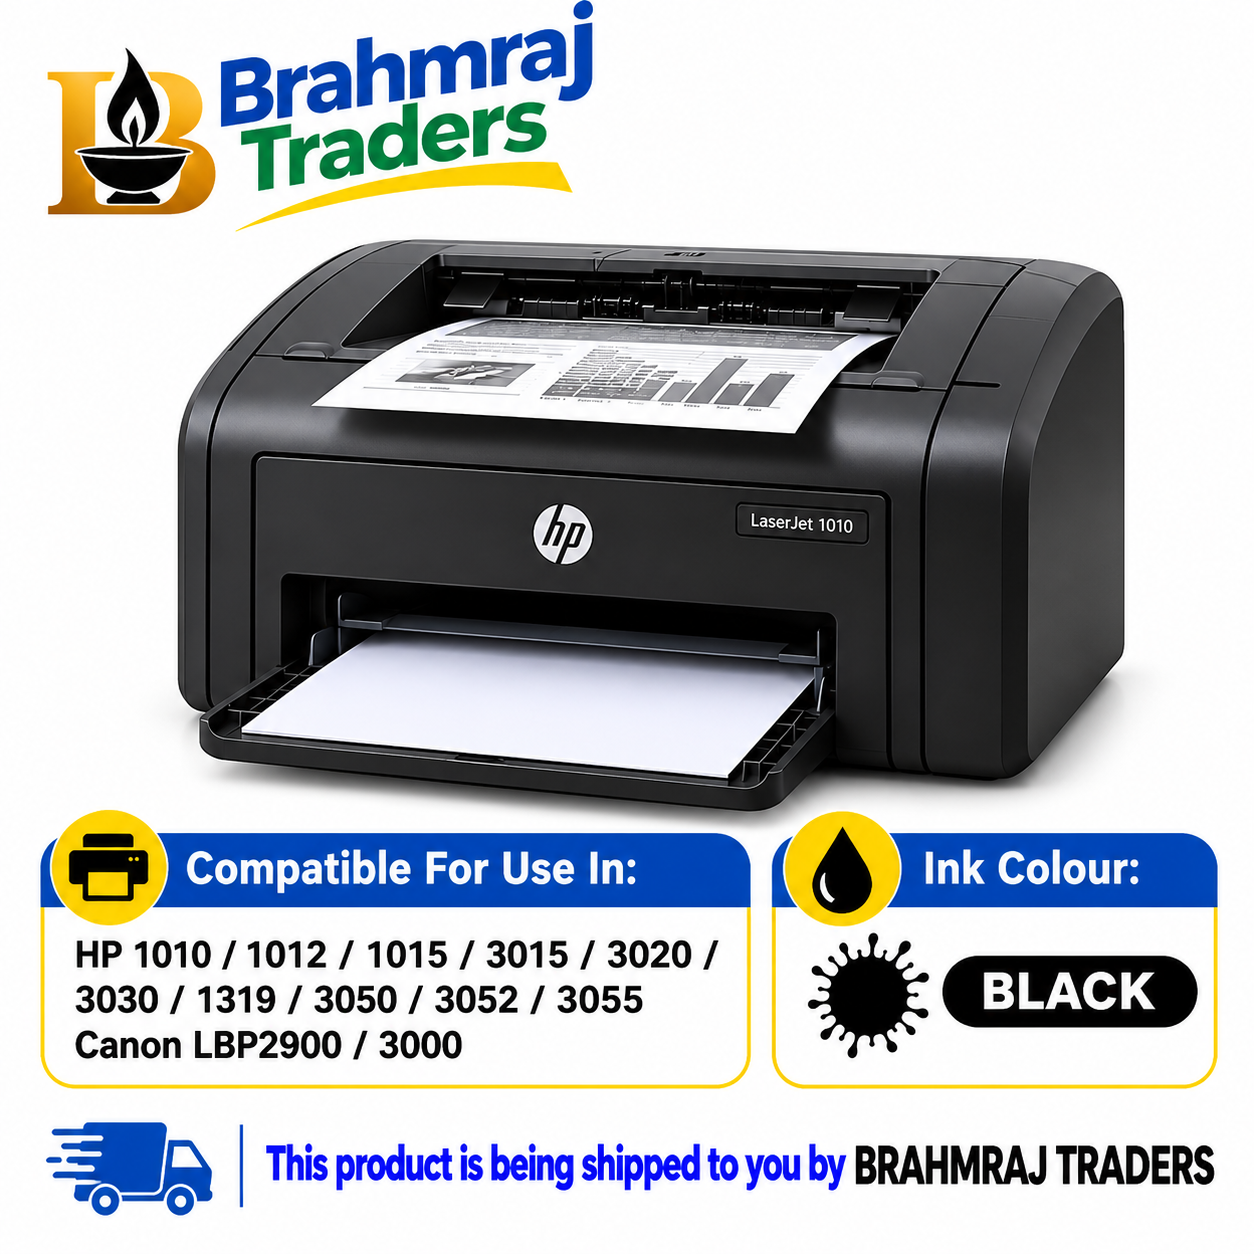 Brahmraj
Traders
hp
LaserJet 1010
Compatible For Use In:
HP 1010 / 1012 / 1015 / 3015 / 3020 /
3030 / 1319 / 3050 / 3052 / 3055
Canon LBP2900 / 3000
Ink Colour:
BLACK
This product is being shipped to you by BRAHMRAJ TRADERS